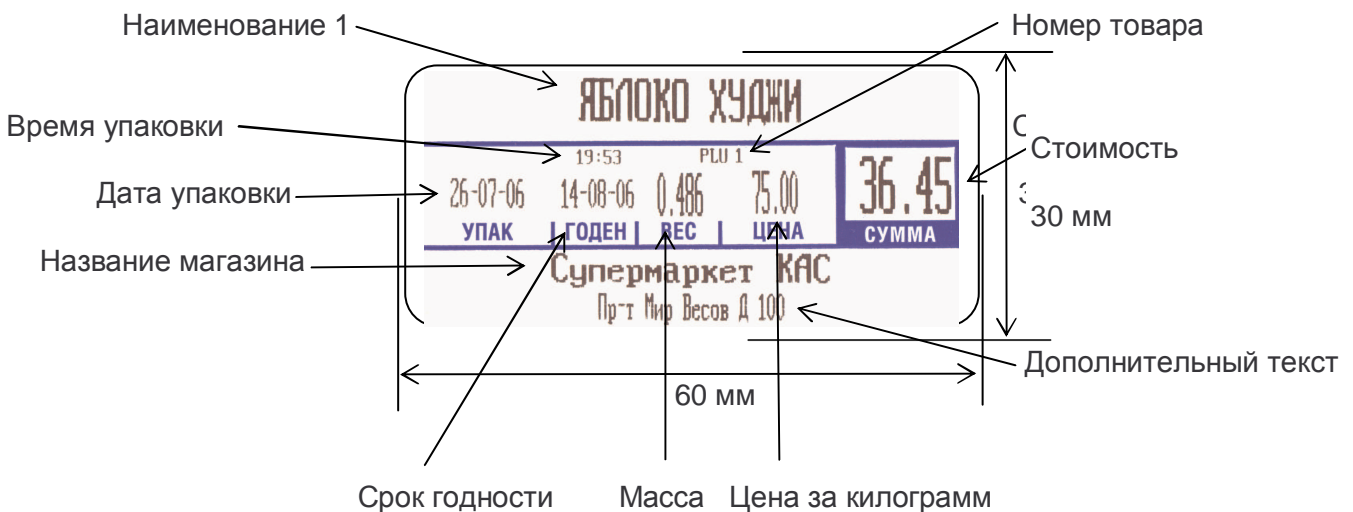 Наименование 1
Номер товара
ЯБЛОКО ХУДЖИ
Время упаковки
19:53 PLU 1
36.45
Стоимость
Дата упаковки
26-07-06 14-08-06 0.486 75.00
30 мм
УПАК ГОДЕН ВЕС ЦЕНА СУММА
Название магазина
Супермаркет КАС
Пр-т Мир Весов Д 100
Дополнительный текст
60 мм
Срок годности Масса Цена за килограмм